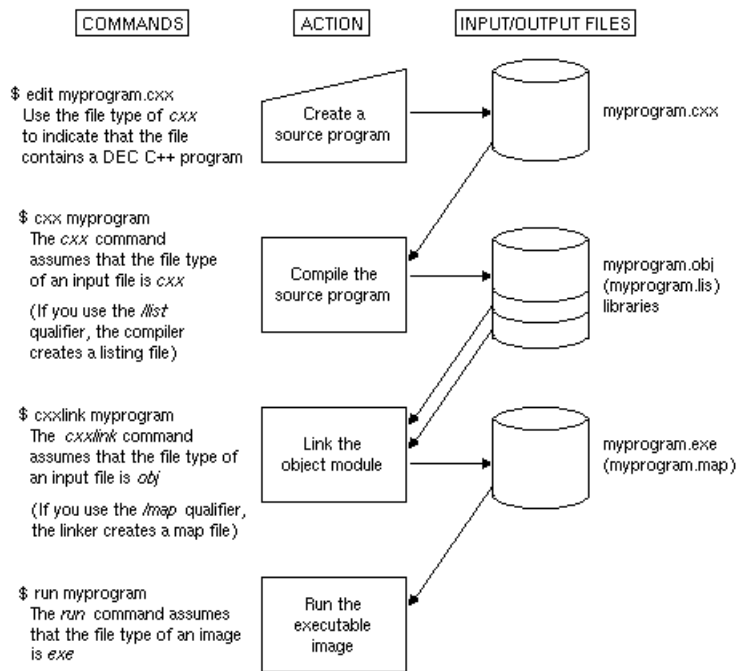 COMMANDS
ACTION
INPUT/OUTPUT FILES
$ edit myprogram.cxx
Use the file type of cxx
to indicate that the file
contains a DEC C++ program
Create a
source program
myprogram.cxx
$ cxx myprogram
The cxx command
assumes that the file type
of an input file is cxx
(If you use the /list
qualifier, the compiler
creates a listing file)
Compile the
source program
myprogram.obj
(myprogram.lis)
libraries
$ cxxlink myprogram
The cxxlink command
assumes that the file type of
an input file is obj
(If you use the /map qualifier,
the linker creates a map file)
Link the
object module
myprogram.exe
(myprogram.map)
$ run myprogram
The run command assumes
that the file type of an image
is exe
Run the
executable
image